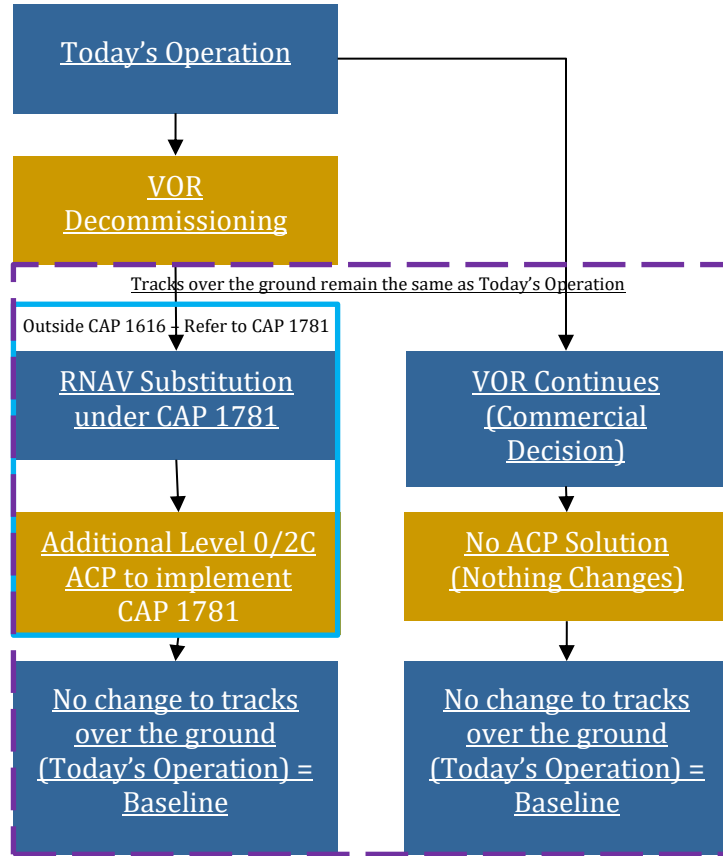 Today's Operation
VOR
Decommissioning
Tracks over the ground remain the same as Today's Operation
Outside CAP 1616 – Refer to CAP 1781
RNAV Substitution
under CAP 1781
VOR Continues
(Commercial
Decision)
Additional Level 0/2C
ACP to implement
CAP 1781
No ACP Solution
(Nothing Changes)
No change to tracks
over the ground
(Today's Operation) =
Baseline
No change to tracks
over the ground
(Today's Operation) =
Baseline